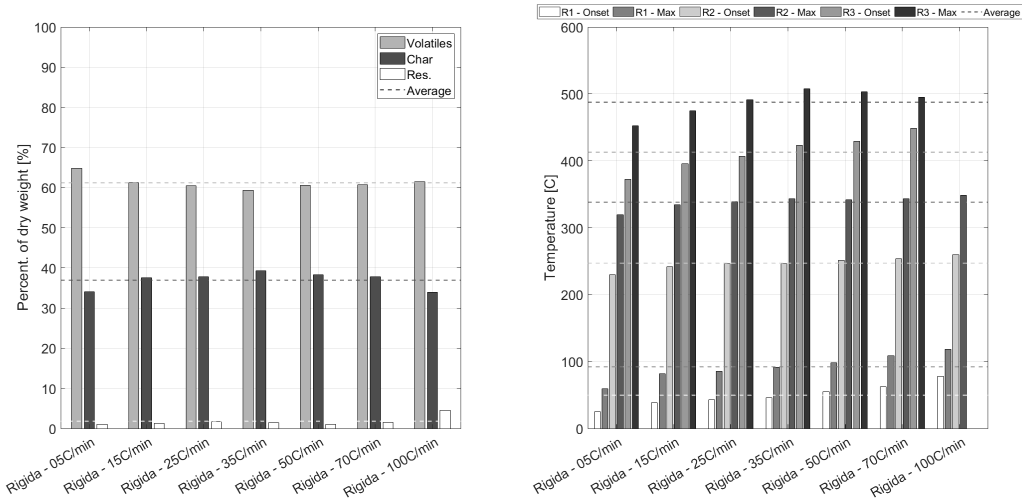 Percent. of dry weight [%]
100
90
80
70
60
50
40
30
20
10
0
Volatiles
Char
Res.
Average
Rigida - 05C/min
Rigida - 15C/min
Rigida - 25C/min
Rigida - 35C/min
Rigida - 50C/min
Rigida - 70C/min
Rigida - 100C/min
R1 - Onset R1 - Max R2 - Onset R2 - Max R3 - Onset R3 - Max Average
Temperature [C]
600
500
400
300
200
100
0
Rigida - 05C/min
Rigida - 15C/min
Rigida - 25C/min
Rigida - 35C/min
Rigida - 50C/min
Rigida - 70C/min
Rigida - 100C/min